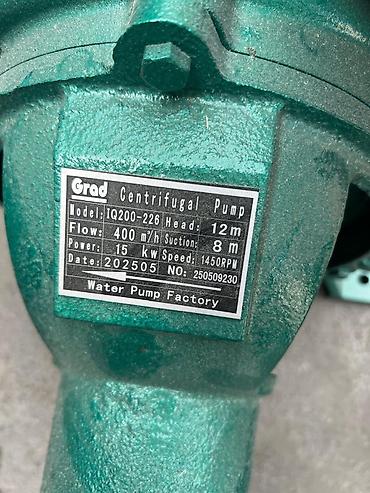 Grad Centrifugal Pump
Model: IQ200-226 Head: 12m
Flow: 400 m³/h Suction: 8 m
Power: 15 kw Speed: 1450RPM
Date: 202505 NO: 250509230
Water Pump Factory